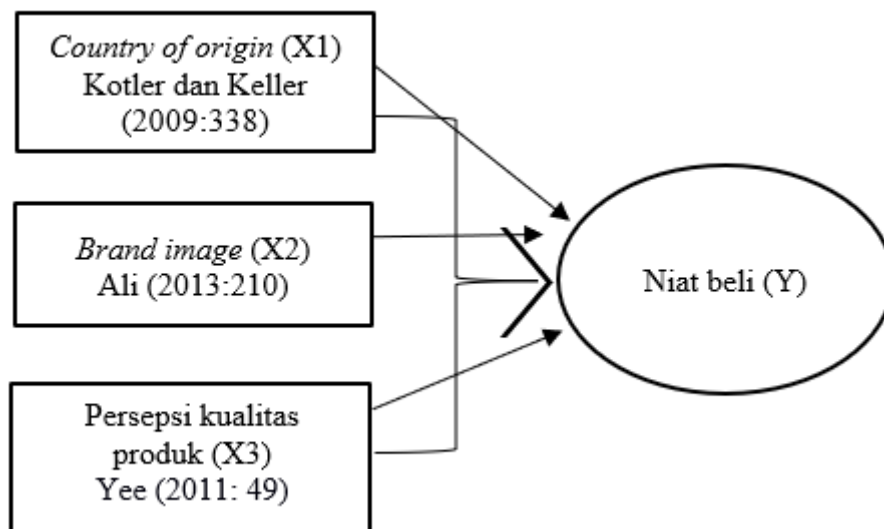 Country of origin (X1)
Kotler dan Keller
(2009:338)
Brand image (X2)
Ali (2013:210)
Niat beli (Y)
Persepsi kualitas
produk (X3)
Yee (2011: 49)